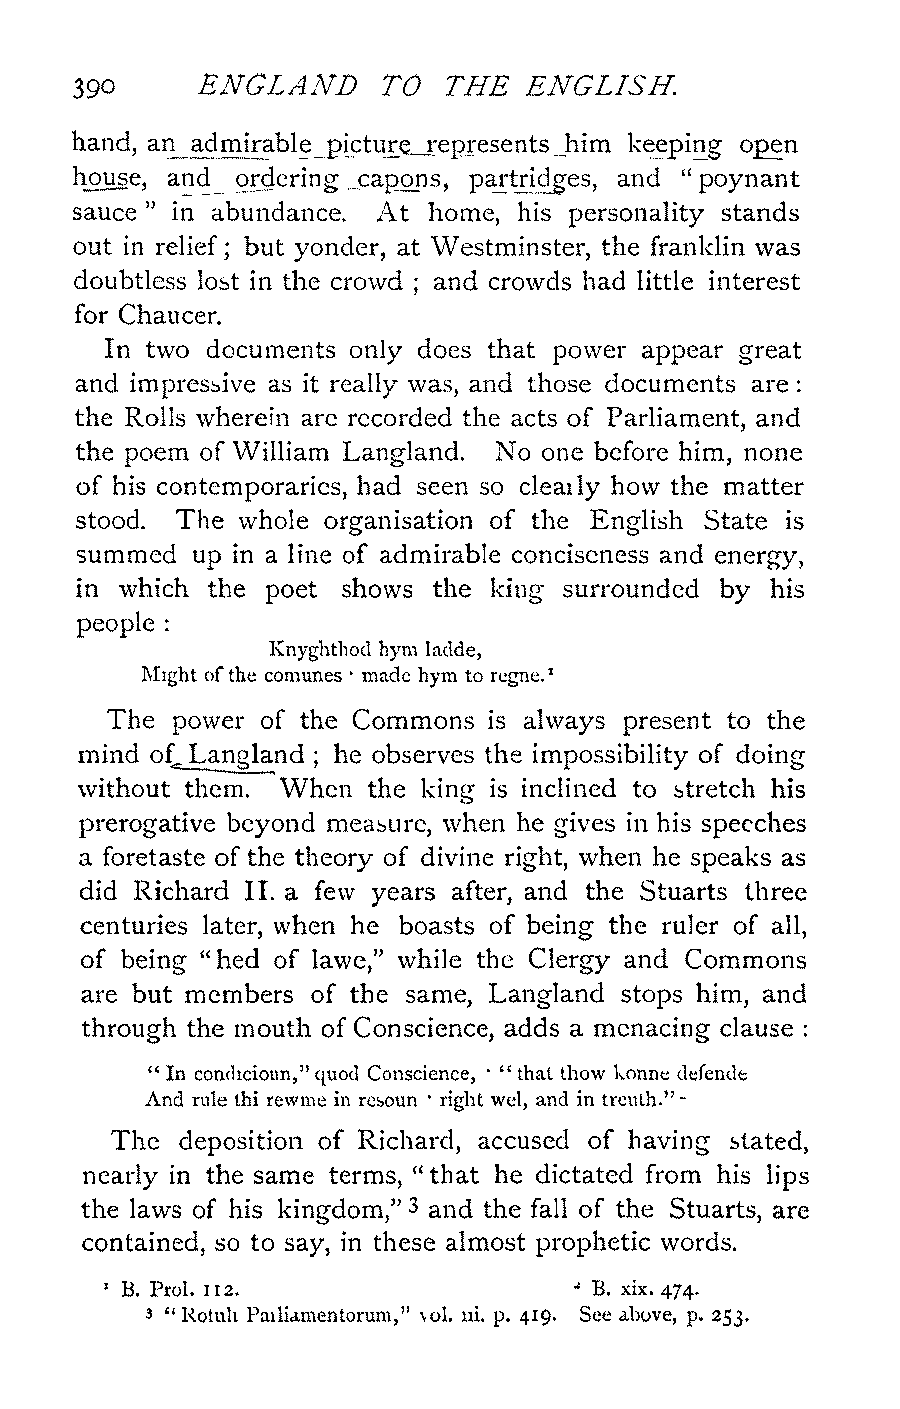 390 ENGLAND TO THE ENGLISH.
hand, an admirable picture represents him keeping open
house, and ordering capons, partridges, and "poynant
sauce" in abundance. At home, his personality stands
out in relief; but yonder, at Westminster, the franklin was
doubtless lost in the crowd; and crowds had little interest
for Chaucer.
In two documents only does that power appear great
and impressive as it really was, and those documents are:
the Rolls wherein are recorded the acts of Parliament, and
the poem of William Langland. No one before him, none
of his contemporaries, had seen so clearly how the matter
stood. The whole organisation of the English State is
summed up in a line of admirable conciseness and energy,
in which the poet shows the king surrounded by his
people:
Knyghthod hym ladde,
Might of the comunes · made hym to regne.¹
The power of the Commons is always present to the
mind of Langland; he observes the impossibility of doing
without them. When the king is inclined to stretch his
prerogative beyond measure, when he gives in his speeches
a foretaste of the theory of divine right, when he speaks as
did Richard II. a few years after, and the Stuarts three
centuries later, when he boasts of being the ruler of all,
of being "hed of lawe," while the Clergy and Commons
are but members of the same, Langland stops him, and
through the mouth of Conscience, adds a menacing clause:
"In condicioun," quod Conscience, · "that thow konne defende
And rule thi rewme in resoun · right wel, and in treuth."²
The deposition of Richard, accused of having stated,
nearly in the same terms, "that he dictated from his lips
the laws of his kingdom,"³ and the fall of the Stuarts, are
contained, so to say, in these almost prophetic words.
¹ B. Prol. 112. ² B. xix. 474.
³ "Rotuli Parliamentorum," vol. iii. p. 419. See above, p. 253.